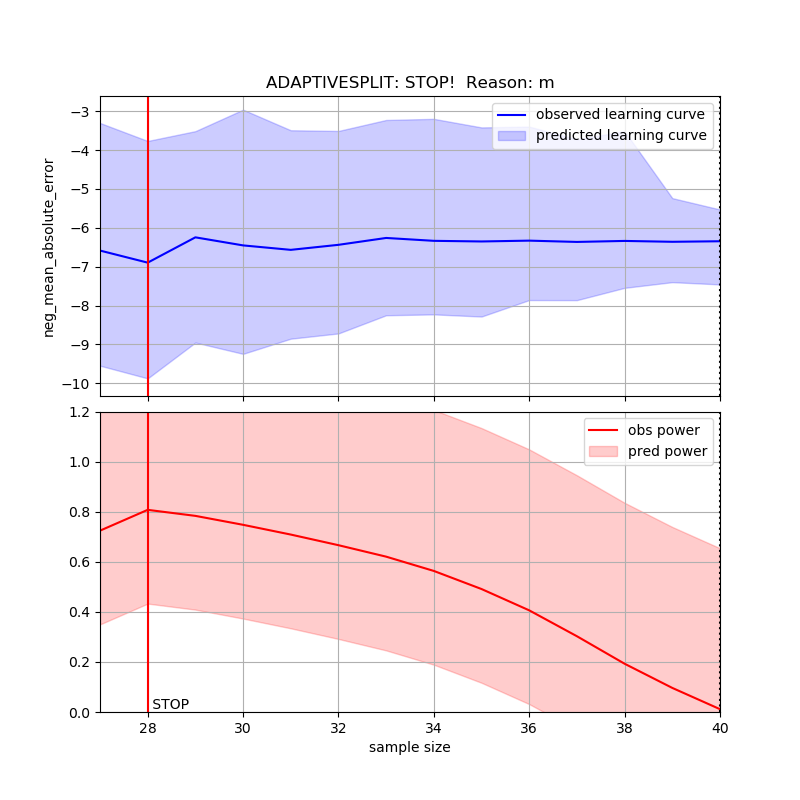 ADAPTIVESPLIT: STOP!  Reason: m
observed learning curve
predicted learning curve
neg_mean_absolute_error
−3
−4
−5
−6
−7
−8
−9
−10
obs power
pred power
1.2
1.0
0.8
0.6
0.4
0.2
0.0
STOP
28 30 32 34 36 38 40
sample size